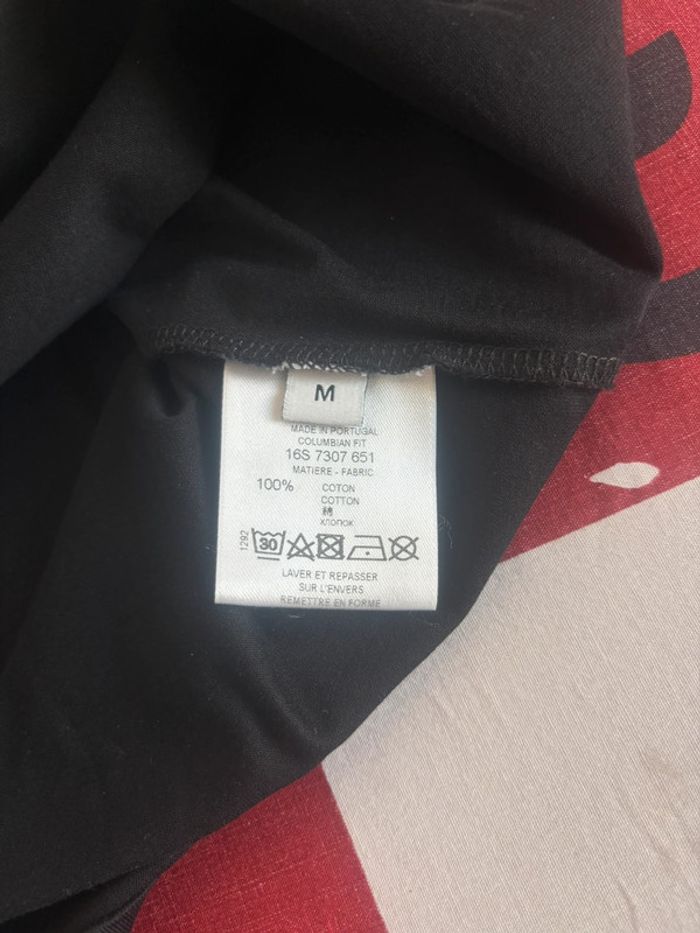 M
MADE IN PORTUGAL
COLUMBIAN FIT
16S 7307 651
MATIERE - FABRIC
100% COTON
COTTON
綿
ХЛОПОК
1292
30
LAVER ET REPASSER
SUR L'ENVERS
REMETTRE EN FORME